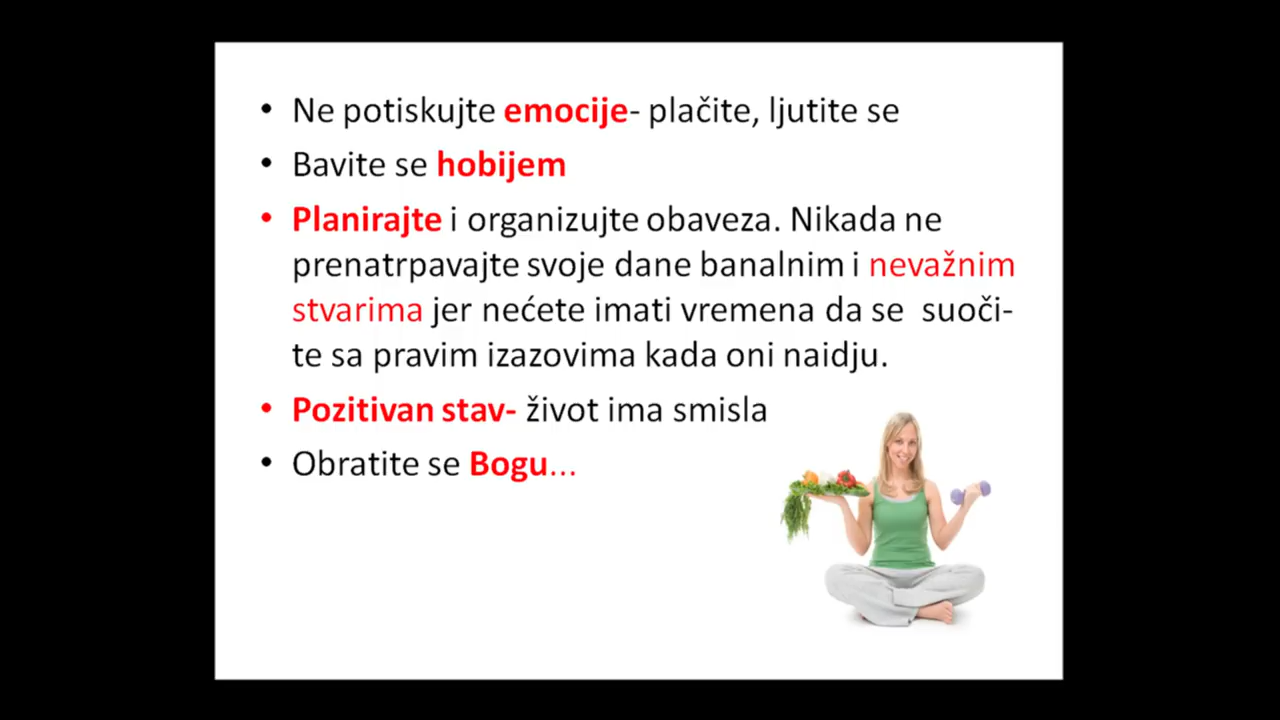 • Ne potiskujte emocije- plačite, ljutite se
• Bavite se hobijem
• Planirajte i organizujte obaveza. Nikada ne
prenatrpavajte svoje dane banalnim i nevažnim
stvarima jer nećete imati vremena da se  suoči-
te sa pravim izazovima kada oni naidju.
• Pozitivan stav- život ima smisla
• Obratite se Bogu...